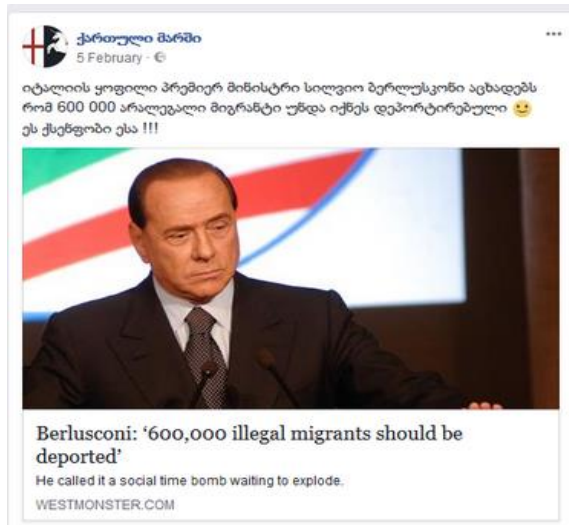 ქართული მარში
5 February ·
იტალიის ყოფილი პრემიერ მინისტრი სილვიო ბერლუსკონი აცხადებს
რომ 600 000 არალეგალი მიგრანტი უნდა იქნეს დეპორტირებული 🙂
ეს ქსენფობი ესა !!!
Berlusconi: ‘600,000 illegal migrants should be
deported’
He called it a social time bomb waiting to explode.
WESTMONSTER.COM